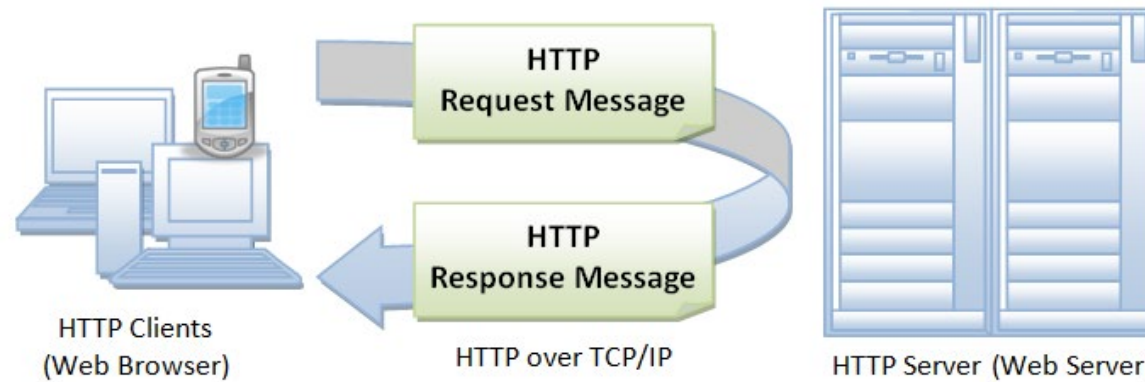 HTTP
Request Message
HTTP
Response Message
HTTP Clients
(Web Browser)
HTTP over TCP/IP
HTTP Server (Web Server